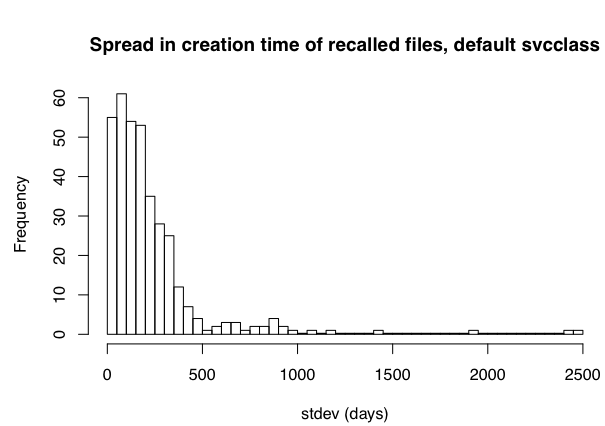 Spread in creation time of recalled files, default svcclass
Frequency
60
50
40
30
20
10
0
0 500 1000 1500 2000 2500
stdev (days)